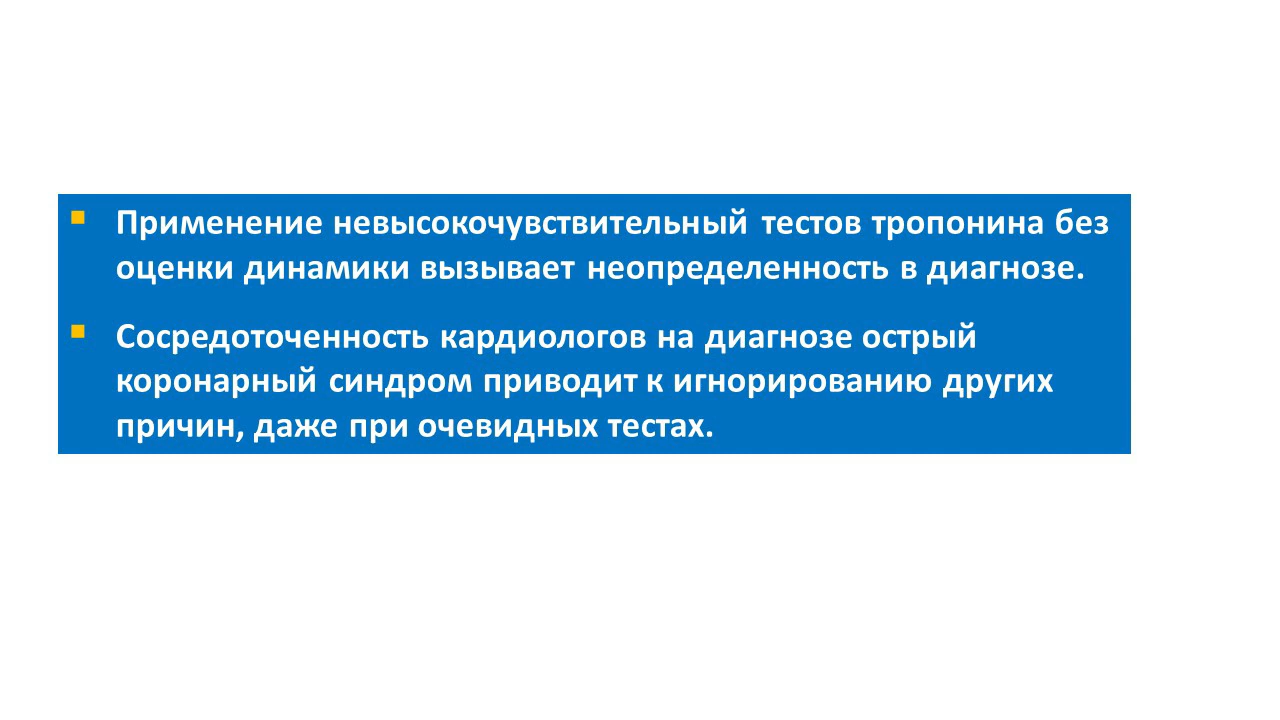 Применение невысокочувствительный тестов тропонина без
оценки динамики вызывает неопределенность в диагнозе.
Сосредоточенность кардиологов на диагнозе острый
коронарный синдром приводит к игнорированию других
причин, даже при очевидных тестах.